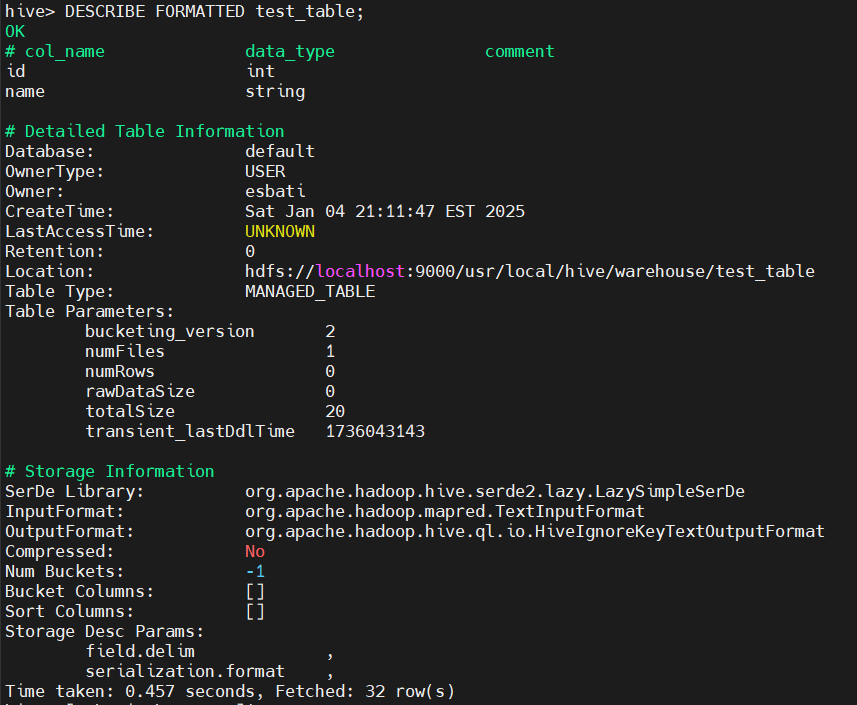 hive> DESCRIBE FORMATTED test_table;
OK
# col_name data_type comment
id int
name string
# Detailed Table Information
Database: default
OwnerType: USER
Owner: esbati
CreateTime: Sat Jan 04 21:11:47 EST 2025
LastAccessTime: UNKNOWN
Retention: 0
Location: hdfs://localhost:9000/usr/local/hive/warehouse/test_table
Table Type: MANAGED_TABLE
Table Parameters:
bucketing_version 2
numFiles 1
numRows 0
rawDataSize 0
totalSize 20
transient_lastDdlTime 1736043143
# Storage Information
SerDe Library: org.apache.hadoop.hive.serde2.lazy.LazySimpleSerDe
InputFormat: org.apache.hadoop.mapred.TextInputFormat
OutputFormat: org.apache.hadoop.hive.ql.io.HiveIgnoreKeyTextOutputFormat
Compressed: No
Num Buckets: -1
Bucket Columns: []
Sort Columns: []
Storage Desc Params:
field.delim ,
serialization.format ,
Time taken: 0.457 seconds, Fetched: 32 row(s)